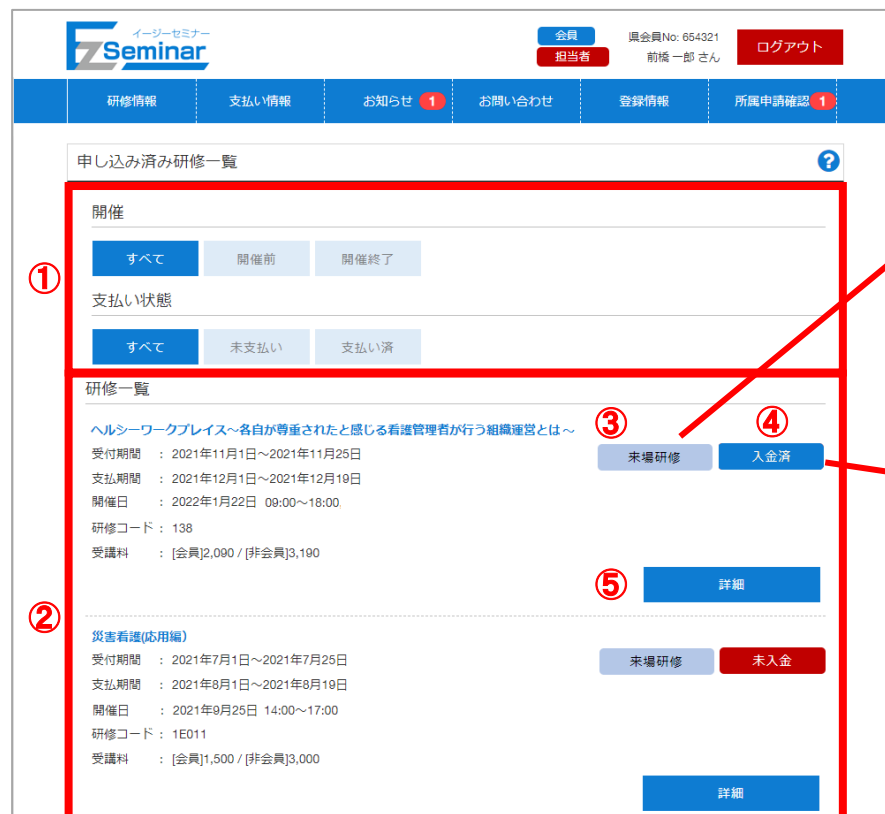 イージーセミナー
EZ Seminar
会員
担当者
県会員No: 654321
前橋 一郎 さん
ログアウト
研修情報
支払い情報
お知らせ 1
お問い合わせ
登録情報
所属申請確認 1
申し込み済み研修一覧
?
①
開催
すべて
開催前
開催終了
支払い状態
すべて
未支払い
支払い済
②
研修一覧
ヘルシーワークプレイス～各自が尊重されたと感じる看護管理者が行う組織運営とは～
③
④
受付期間 : 2021年11月1日～2021年11月25日
来場研修
入金済
支払期間 : 2021年12月1日～2021年12月19日
開催日 : 2022年1月22日 09:00～18:00
研修コード : 138
受講料 : [会員]2,090 / [非会員]3,190
⑤
詳細
災害看護(応用編)
受付期間 : 2021年7月1日～2021年7月25日
来場研修
未入金
支払期間 : 2021年8月1日～2021年8月19日
開催日 : 2021年9月25日 14:00～17:00
研修コード : 1E011
受講料 : [会員]1,500 / [非会員]3,000
詳細